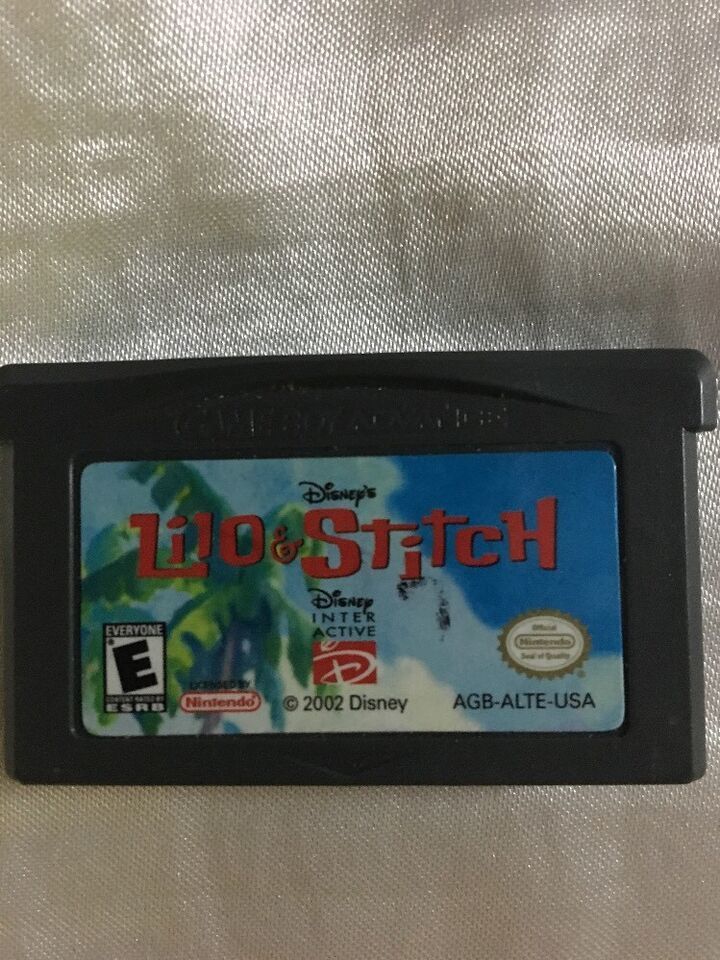 GAME BOY ADVANCE
Disney's
Lilo & Stitch
Disney
INTER
ACTIVE
D
EVERYONE
E
CONTENT RATED BY
ESRB
LICENSED BY
Nintendo
© 2002 Disney
Official
Nintendo
Seal of Quality
AGB-ALTE-USA